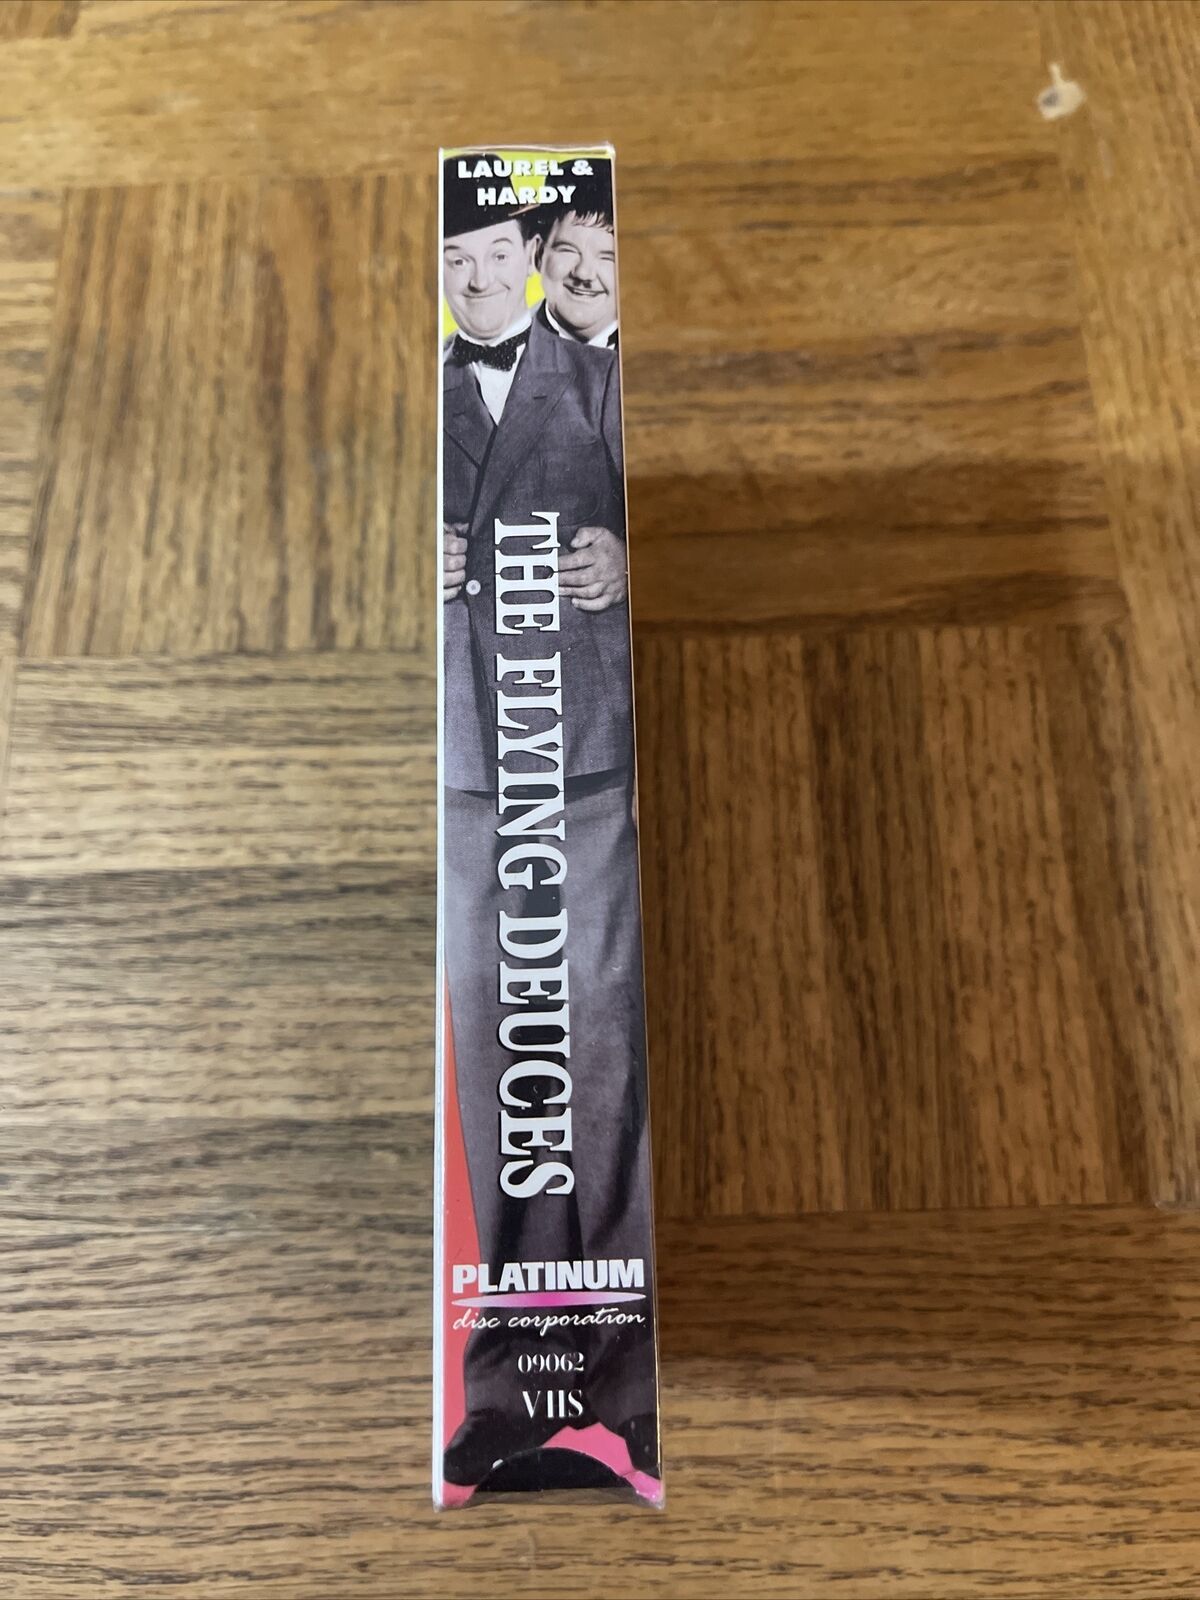 LAUREL &
HARDY
THE FLYING DEUCES
PLATINUM
disc corporation
09062
VHS